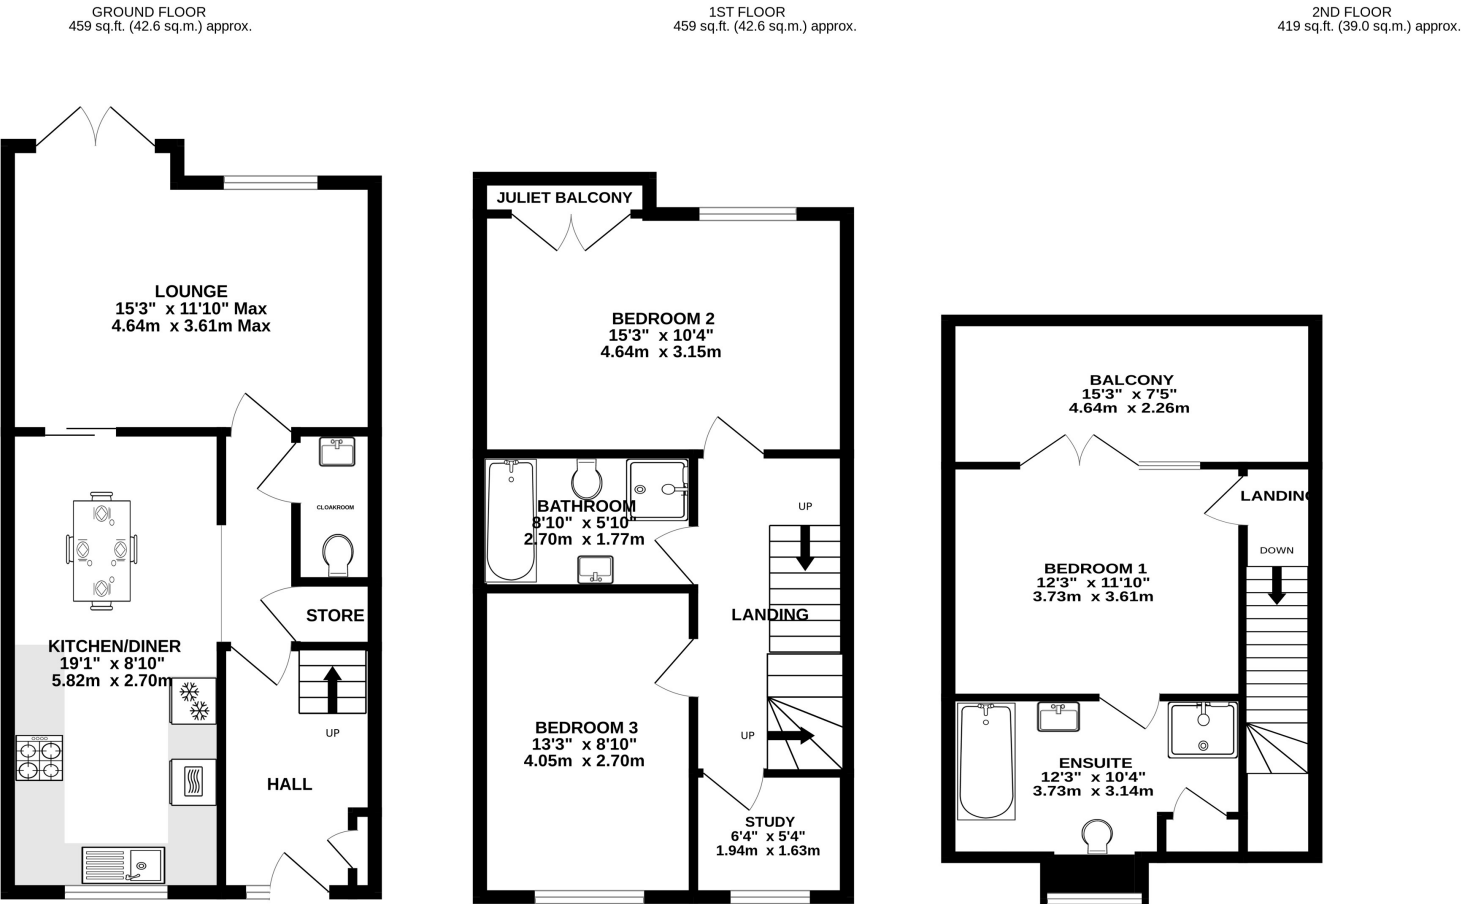 GROUND FLOOR
459 sq.ft. (42.6 sq.m.) approx.
1ST FLOOR
459 sq.ft. (42.6 sq.m.) approx.
2ND FLOOR
419 sq.ft. (39.0 sq.m.) approx.
LOUNGE
15'3" x 11'10" Max
4.64m x 3.61m Max
CLOAKROOM
STORE
KITCHEN/DINER
19'1" x 8'10"
5.82m x 2.70m
UP
HALL
JULIET BALCONY
BEDROOM 2
15'3" x 10'4"
4.64m x 3.15m
BATHROOM
8'10" x 5'10"
2.70m x 1.77m
UP
LANDING
BEDROOM 3
13'3" x 8'10"
4.05m x 2.70m
UP
STUDY
6'4" x 5'4"
1.94m x 1.63m
BALCONY
15'3" x 7'5"
4.64m x 2.26m
LANDING
DOWN
BEDROOM 1
12'3" x 11'10"
3.73m x 3.61m
ENSUITE
12'3" x 10'4"
3.73m x 3.14m